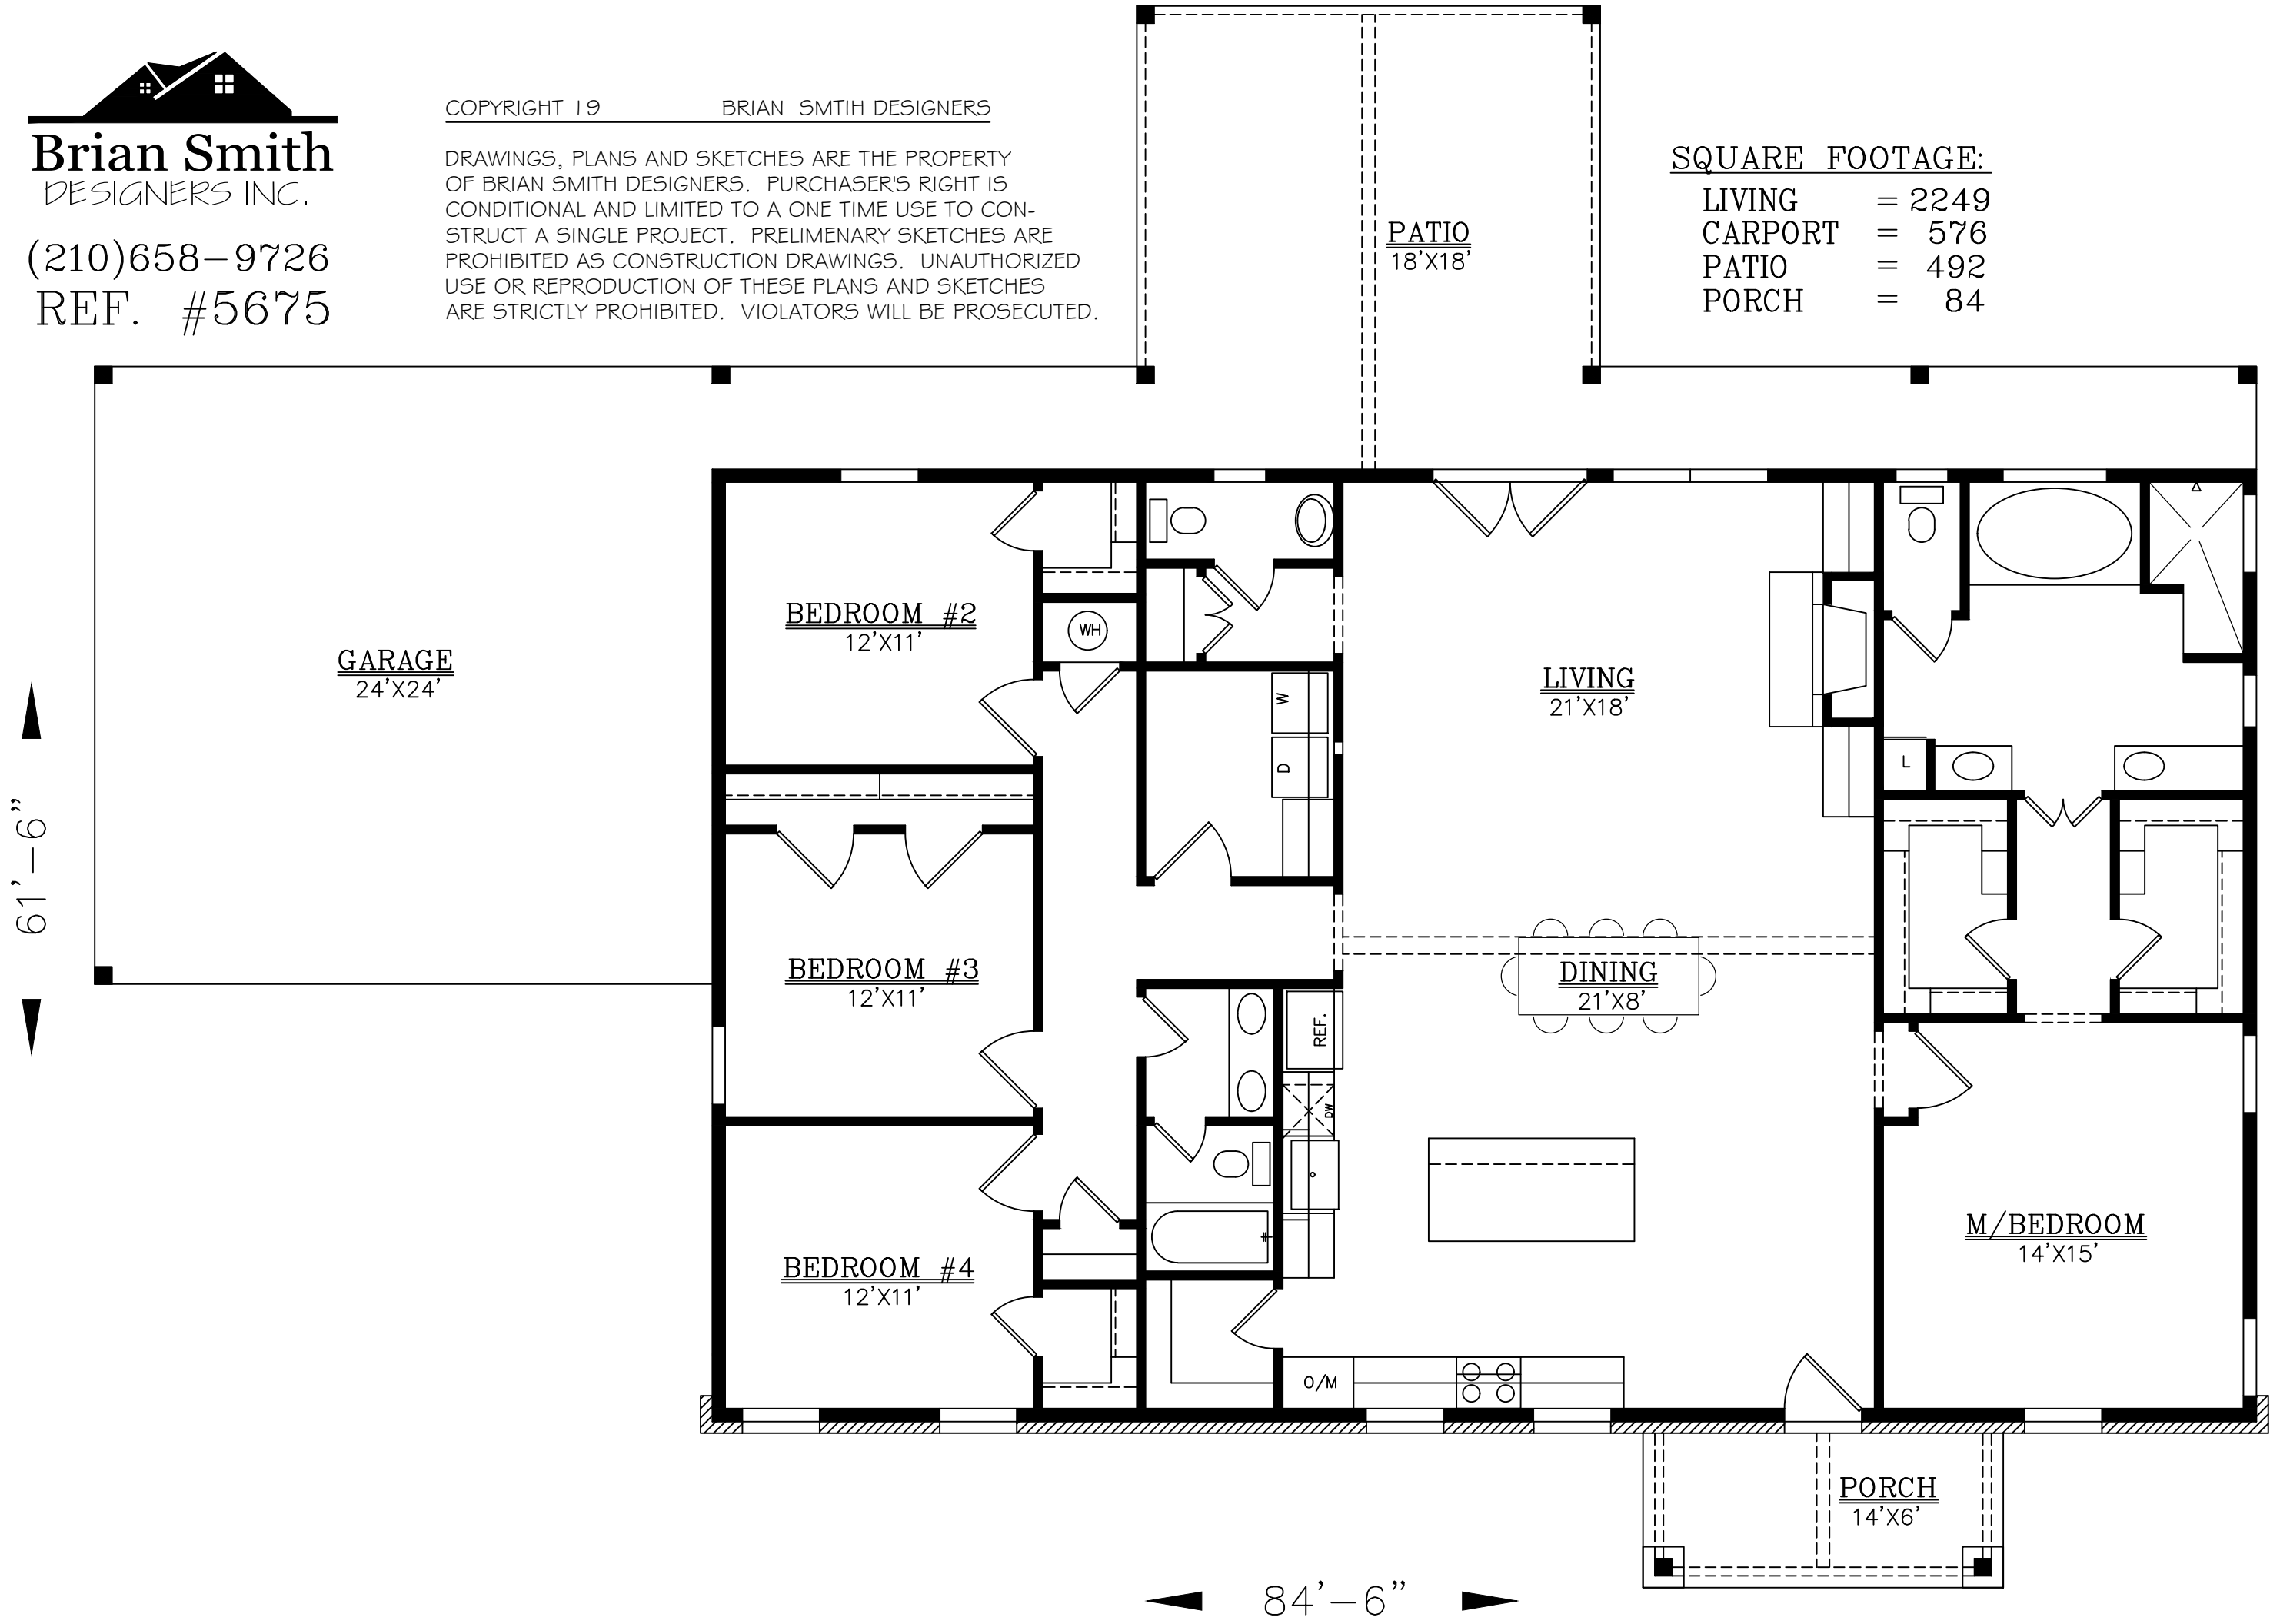 Brian Smith
DESIGNERS INC.
(210)658-9726
REF. #5675
COPYRIGHT 19 BRIAN SMTIH DESIGNERS
DRAWINGS, PLANS AND SKETCHES ARE THE PROPERTY
OF BRIAN SMITH DESIGNERS. PURCHASER'S RIGHT IS
CONDITIONAL AND LIMITED TO A ONE TIME USE TO CON-
STRUCT A SINGLE PROJECT. PRELIMENARY SKETCHES ARE
PROHIBITED AS CONSTRUCTION DRAWINGS. UNAUTHORIZED
USE OR REPRODUCTION OF THESE PLANS AND SKETCHES
ARE STRICTLY PROHIBITED. VIOLATORS WILL BE PROSECUTED.
PATIO
18'X18'
SQUARE FOOTAGE:
LIVING = 2249
CARPORT = 576
PATIO = 492
PORCH = 84
GARAGE
24'X24'
BEDROOM #2
12'X11'
WH
W
D
LIVING
21'X18'
L
61'-6"
BEDROOM #3
12'X11'
DINING
21'X8'
REF.
DW
BEDROOM #4
12'X11'
M/BEDROOM
14'X15'
O/M
PORCH
14'X6'
84'-6"